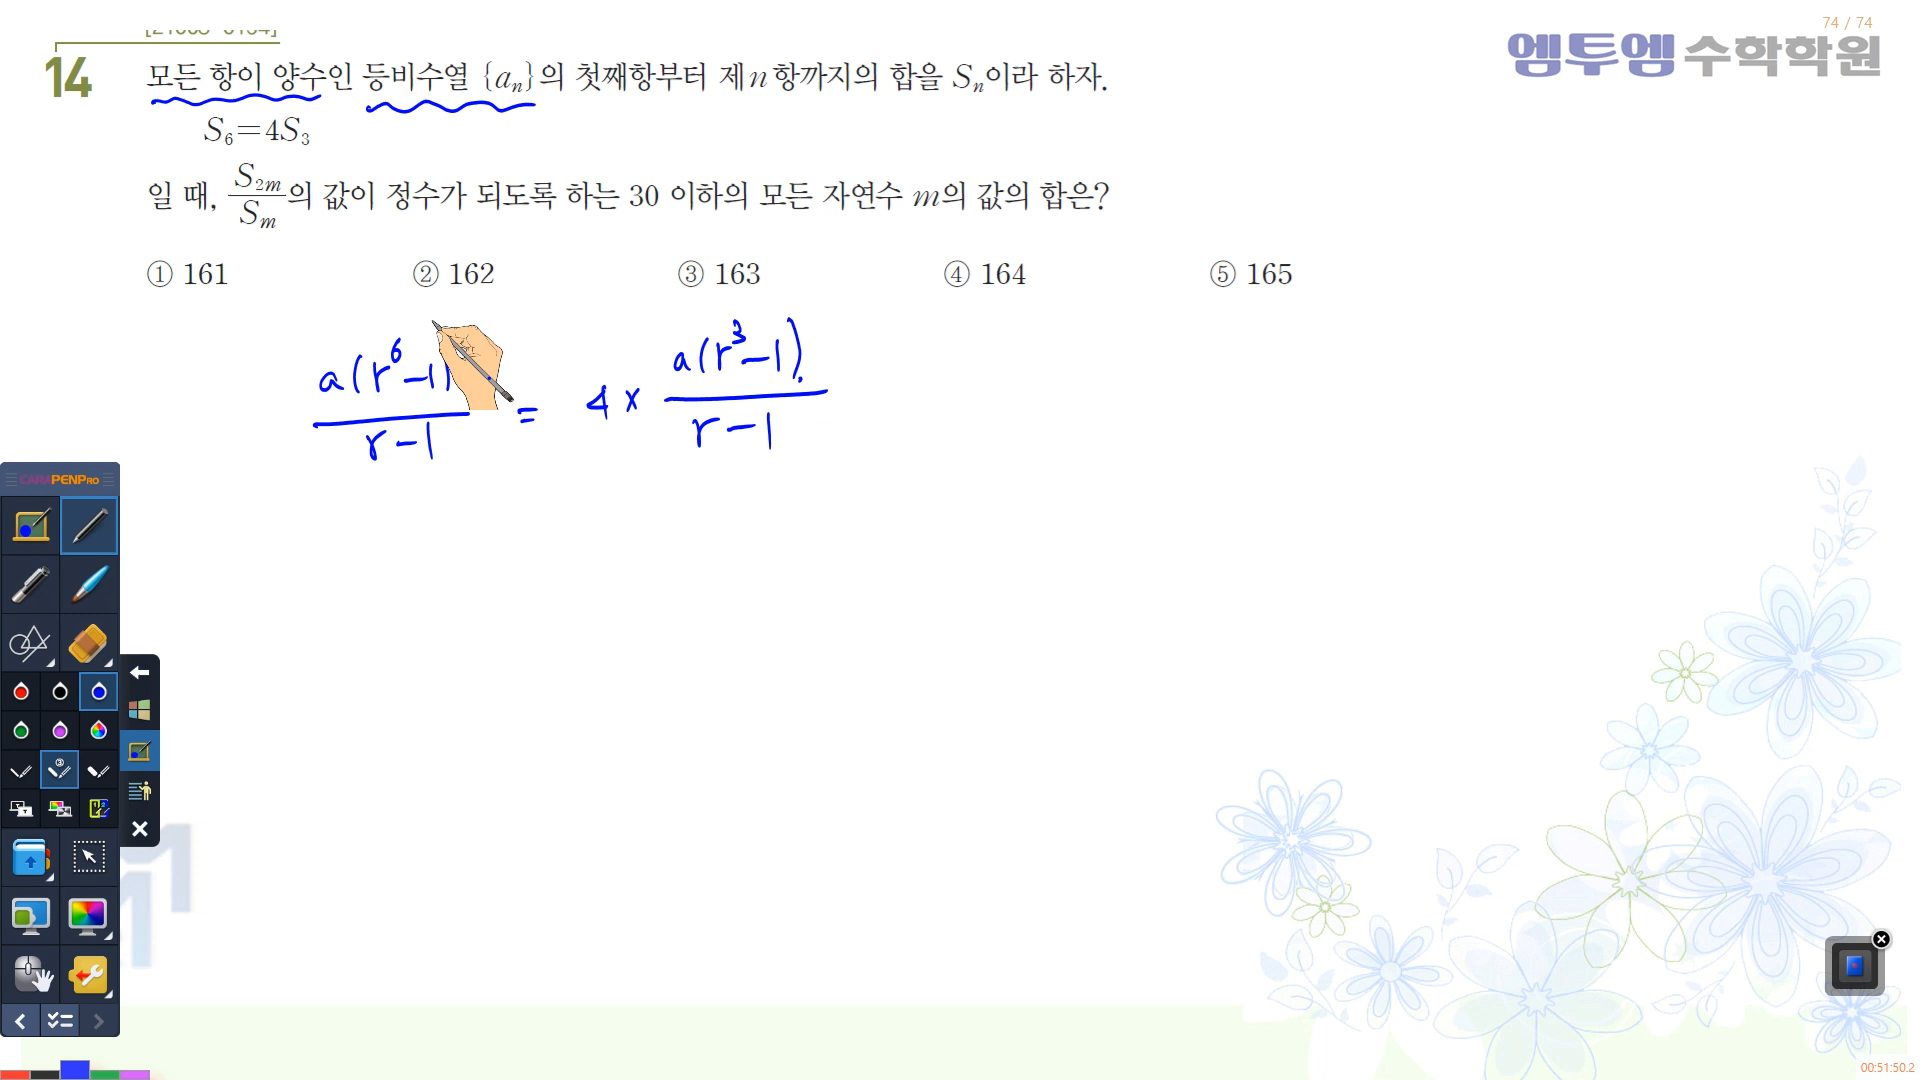 74 / 74
엠투엠 수학학원
14 모든 항이 양수인 등비수열 {aₙ}의 첫째항부터 제n항까지의 합을 Sₙ이라 하자.
S₆=4S₃
일 때, S₂ₘ/Sₘ의 값이 정수가 되도록 하는 30 이하의 모든 자연수 m의 값의 합은?
① 161 ② 162 ③ 163 ④ 164 ⑤ 165
a(r⁶-1)/(r-1) = 4 × a(r³-1)/(r-1)
CARAPENPRO
00:51:50.2